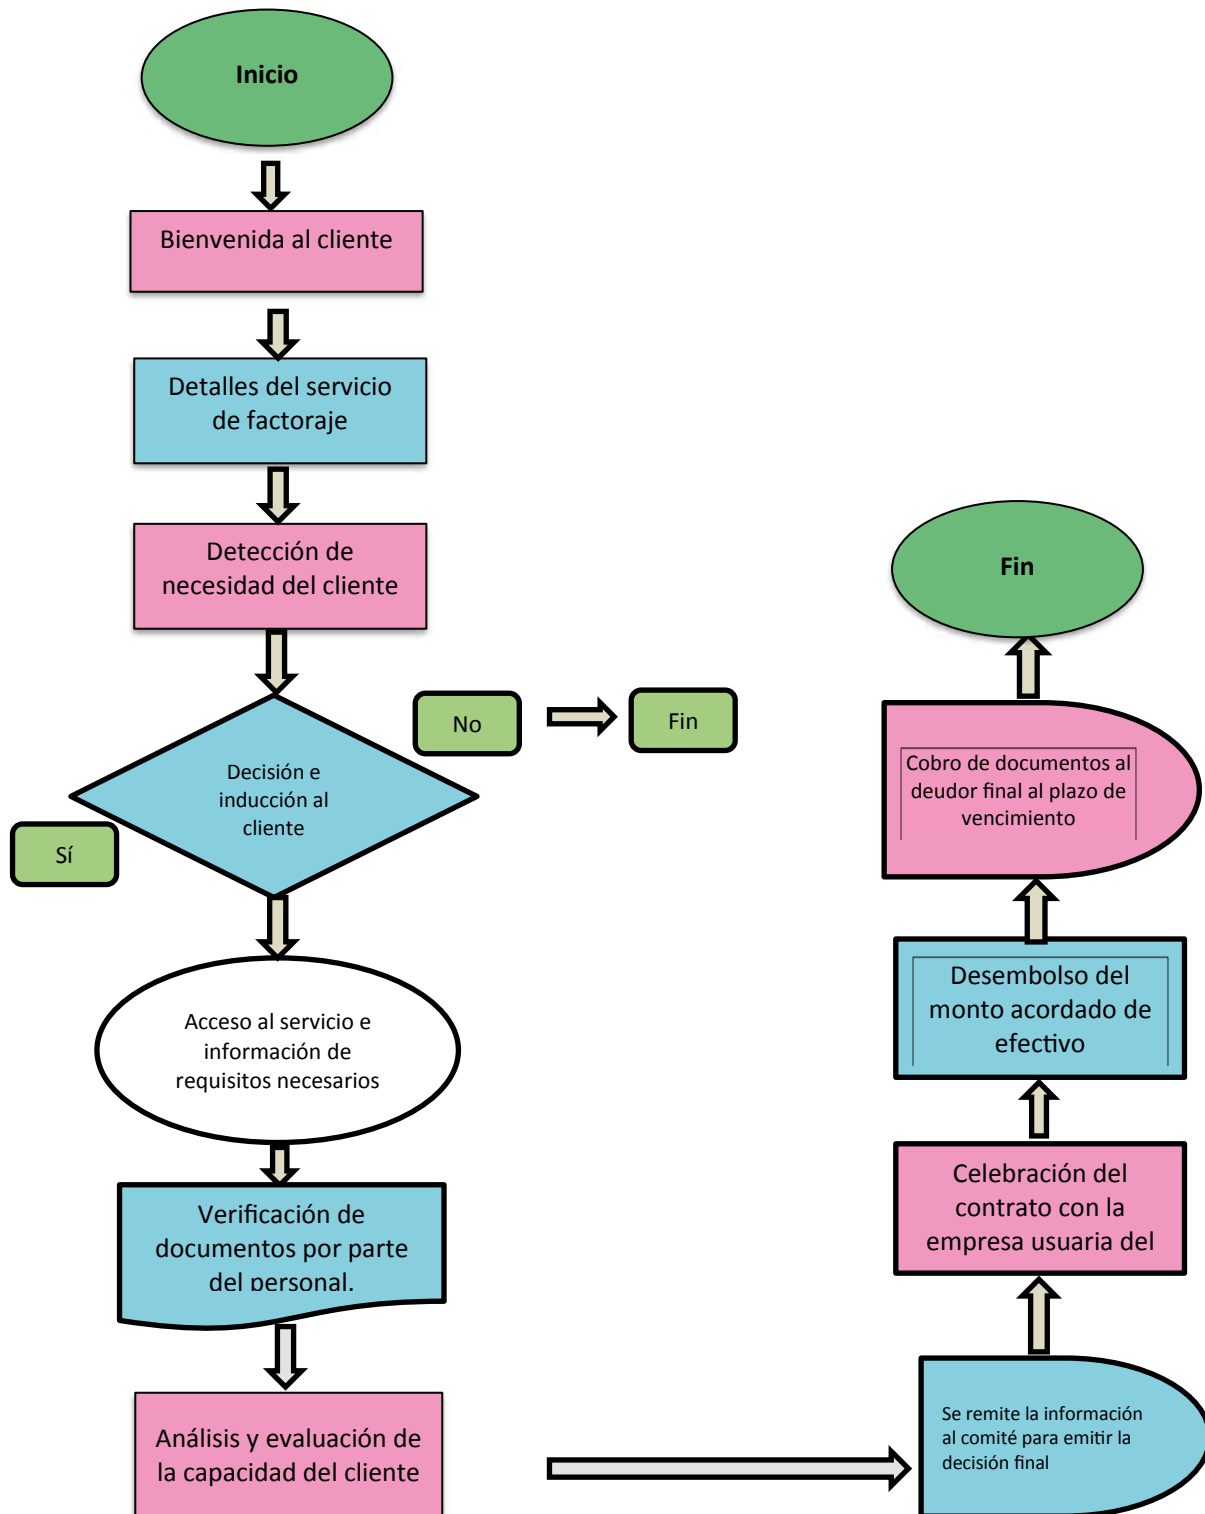 Inicio
Bienvenida al cliente
Detalles del servicio
de factoraje
Detección de
necesidad del cliente
Decisión e
inducción al
cliente
No
Fin
Sí
Acceso al servicio e
información de
requisitos necesarios
Verificación de
documentos por parte
del personal.
Análisis y evaluación de
la capacidad del cliente
Se remite la información
al comité para emitir la
decisión final
Celebración del
contrato con la
empresa usuaria del
Desembolso del
monto acordado de
efectivo
Cobro de documentos al
deudor final al plazo de
vencimiento
Fin